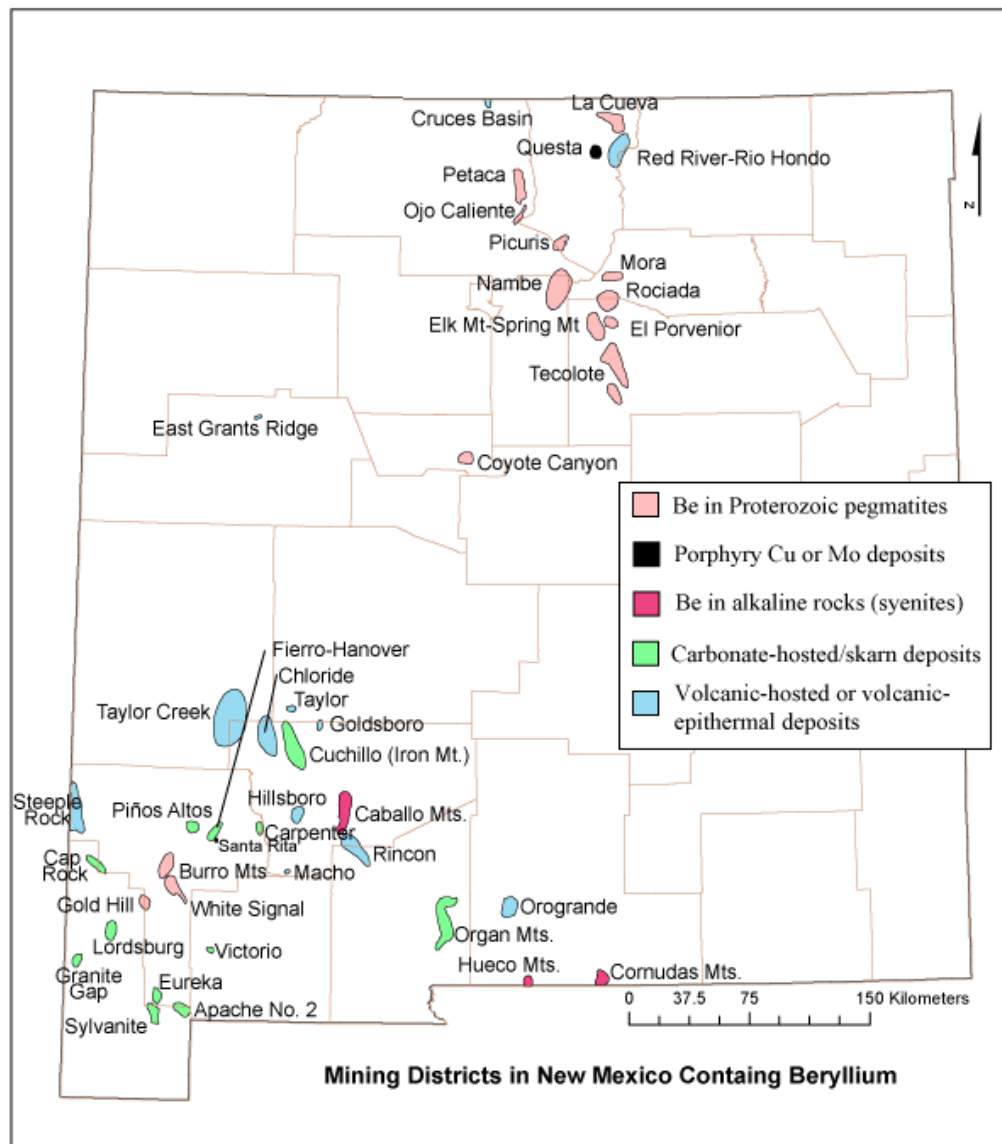 La Cueva
Cruces Basin
Questa
Red River-Rio Hondo
Petaca
Ojo Caliente
Picuris
Mora
Nambe
Rociada
Elk Mt-Spring Mt
El Porvenior
Tecolote
East Grants Ridge
Coyote Canyon
N
Be in Proterozoic pegmatites
Porphyry Cu or Mo deposits
Be in alkaline rocks (syenites)
Carbonate-hosted/skarn deposits
Volcanic-hosted or volcanic-
epithermal deposits
Fierro-Hanover
Chloride
Taylor
Taylor Creek
Goldsboro
Cuchillo (Iron Mt.)
Steeple
Rock
Piños Altos
Hillsboro
Caballo Mts.
Carpenter
Santa Rita
Rincon
Cap
Rock
Burro Mts
Macho
Gold Hill
White Signal
Orogrande
Lordsburg
Victorio
Organ Mts.
Granite
Gap
Eureka
Hueco Mts.
Cornudas Mts.
Sylvanite
Apache No. 2
0 37.5 75 150 Kilometers
Mining Districts in New Mexico Containg Beryllium